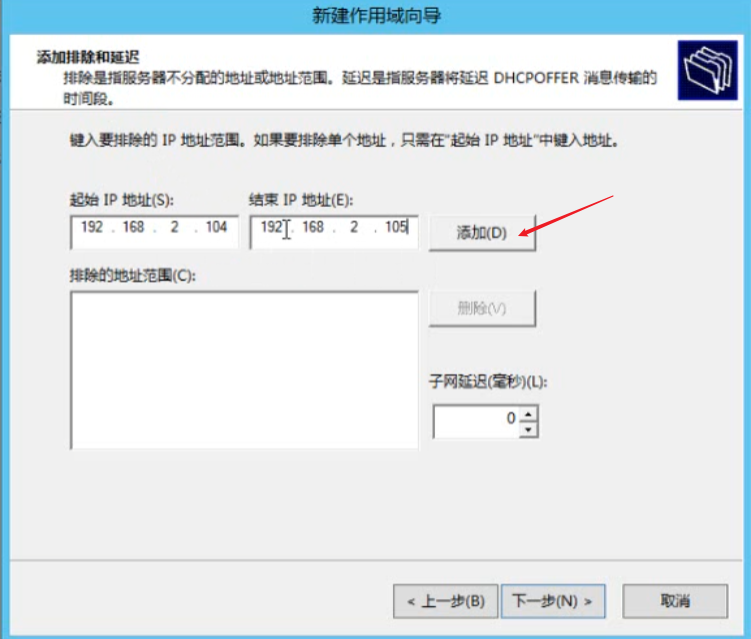 新建作用域向导
添加排除和延迟
排除是指服务器不分配的地址或地址范围。延迟是指服务器将延迟 DHCPOFFER 消息传输的
时间段。
键入要排除的 IP 地址范围。如果要排除单个地址，只需在"起始 IP 地址"中键入地址。
起始 IP 地址(S):
结束 IP 地址(E):
192 . 168 . 2 . 104
192 . 168 . 2 . 105
添加(D)
排除的地址范围(C):
删除(V)
子网延迟(毫秒)(L):
0
< 上一步(B)
下一步(N) >
取消